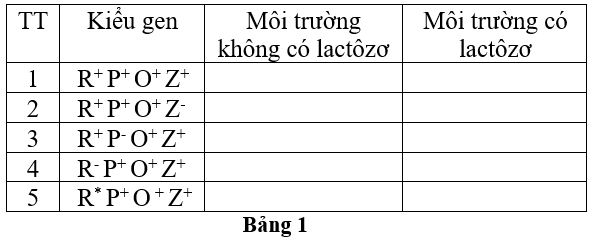 TT Kiểu gen Môi trường không có lactôzơ Môi trường có lactôzơ
1 R⁺ P⁺ O⁺ Z⁺
2 R⁺ P⁺ O⁺ Z⁻
3 R⁺ P⁻ O⁺ Z⁺
4 R⁻ P⁺ O⁺ Z⁺
5 R* P⁺ O ⁺ Z⁺
Bảng 1